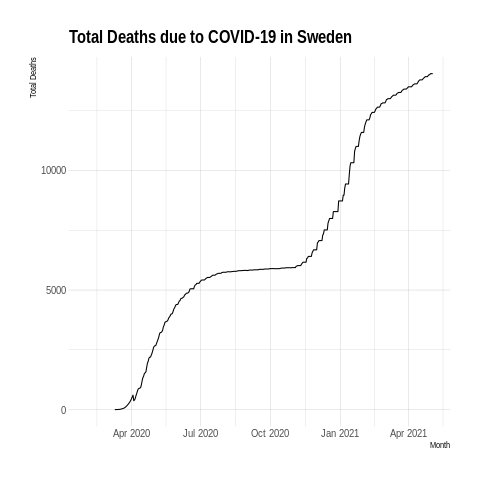 Total Deaths due to COVID-19 in Sweden
Total Deaths
10000
5000
0
Apr 2020 Jul 2020 Oct 2020 Jan 2021 Apr 2021
Month